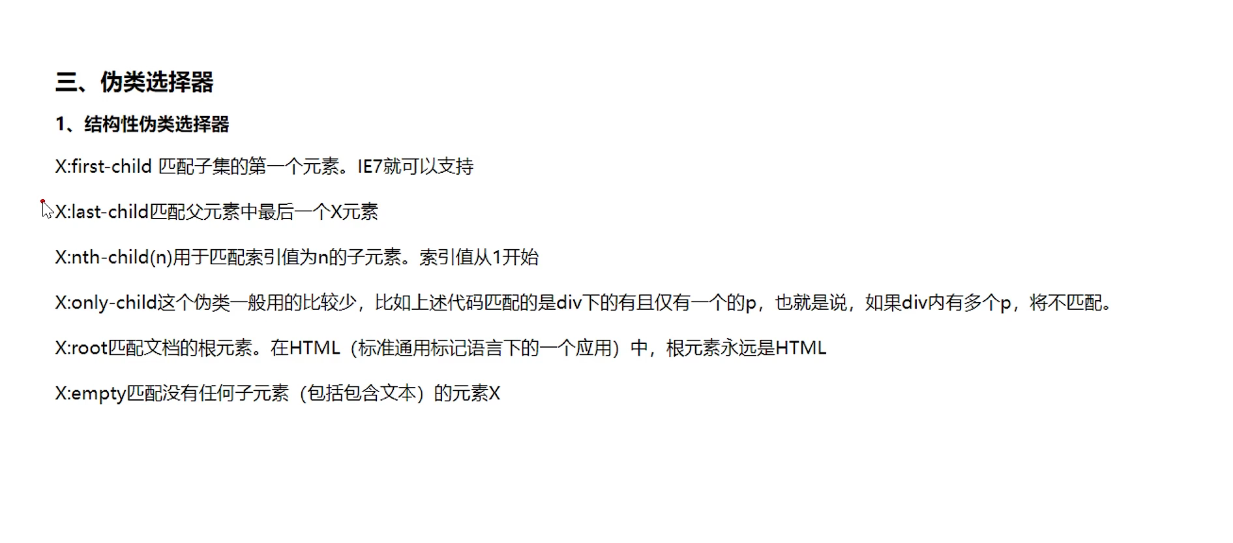 三、伪类选择器
1、结构性伪类选择器
X:first-child 匹配子集的第一个元素。IE7就可以支持
X:last-child匹配父元素中最后一个X元素
X:nth-child(n)用于匹配索引值为n的子元素。索引值从1开始
X:only-child这个伪类一般用的比较少，比如上述代码匹配的是div下的有且仅有一个的p，也就是说，如果div内有多个p，将不匹配。
X:root匹配文档的根元素。在HTML（标准通用标记语言下的一个应用）中，根元素永远是HTML
X:empty匹配没有任何子元素（包括包含文本）的元素X